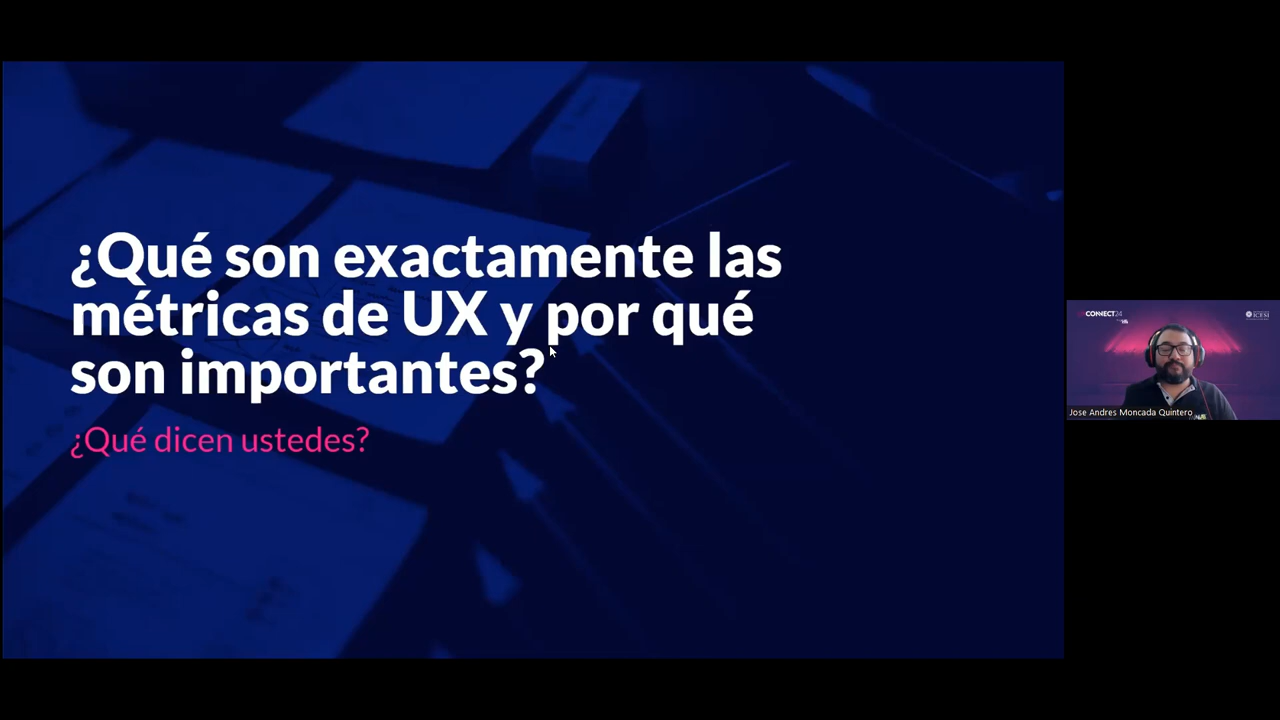 ¿Qué son exactamente las
métricas de UX y por qué
son importantes?
¿Qué dicen ustedes?
CONNECT24
ICESI
Jose Andres Moncada Quintero